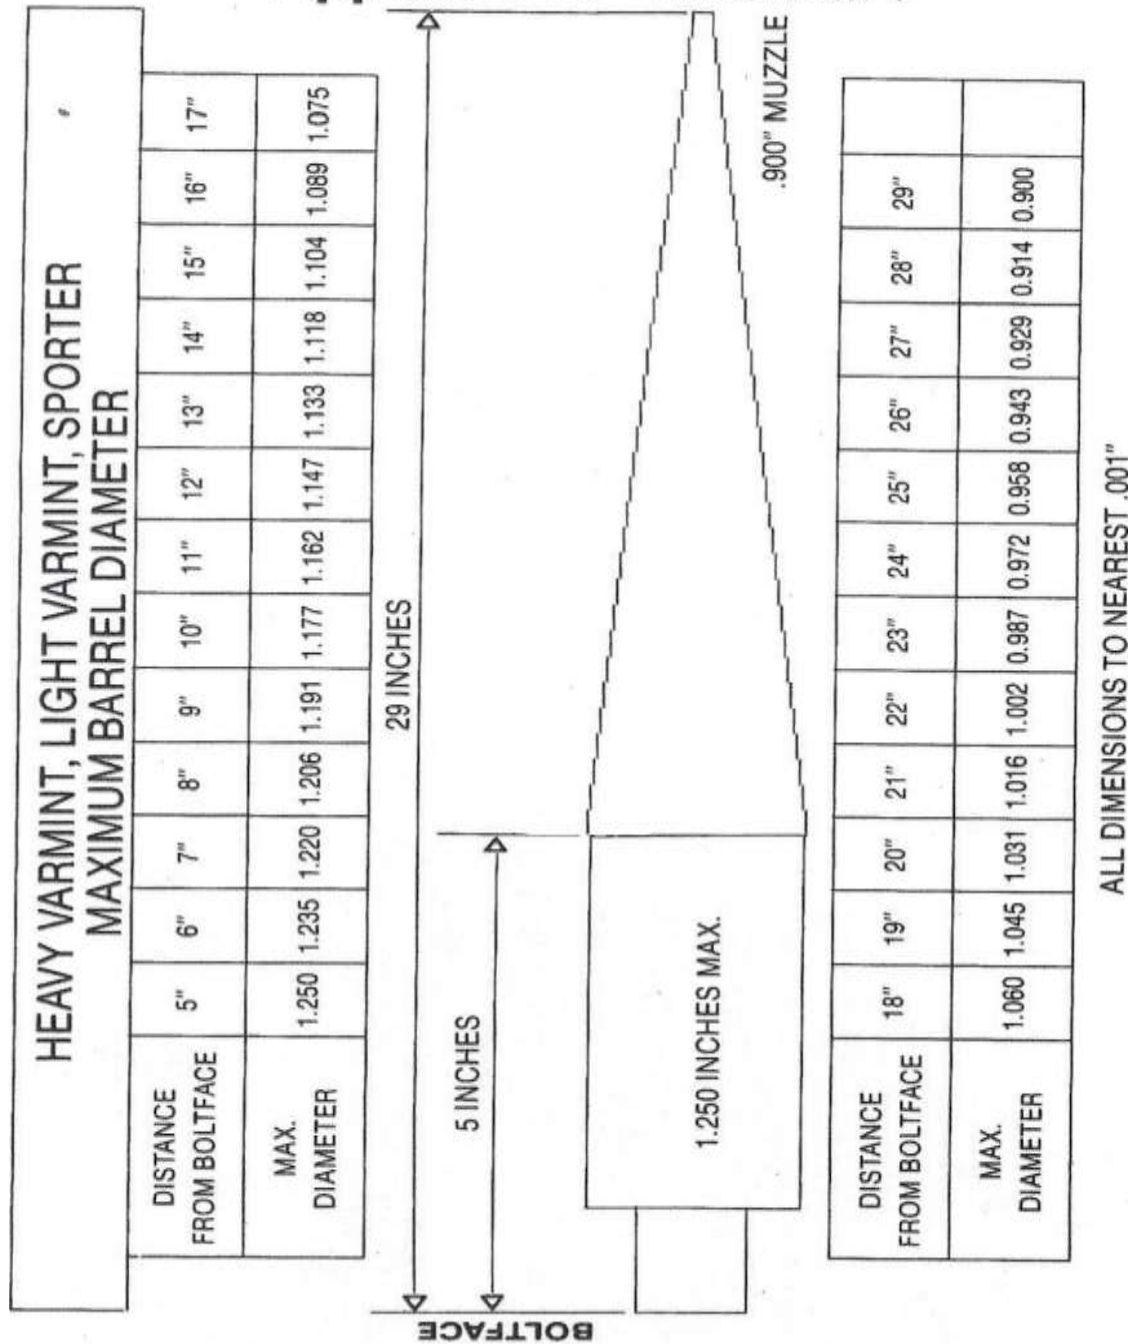 HEAVY VARMINT, LIGHT VARMINT, SPORTER
MAXIMUM BARREL DIAMETER
DISTANCE FROM BOLTFACE 5" 6" 7" 8" 9" 10" 11" 12" 13" 14" 15" 16" 17"
MAX. DIAMETER 1.250 1.235 1.220 1.206 1.191 1.177 1.162 1.147 1.133 1.118 1.104 1.089 1.075
29 INCHES
5 INCHES
BOLTFACE
1.250 INCHES MAX.
.900" MUZZLE
DISTANCE FROM BOLTFACE 18" 19" 20" 21" 22" 23" 24" 25" 26" 27" 28" 29"
MAX. DIAMETER 1.060 1.045 1.031 1.016 1.002 0.987 0.972 0.958 0.943 0.929 0.914 0.900
ALL DIMENSIONS TO NEAREST .001"